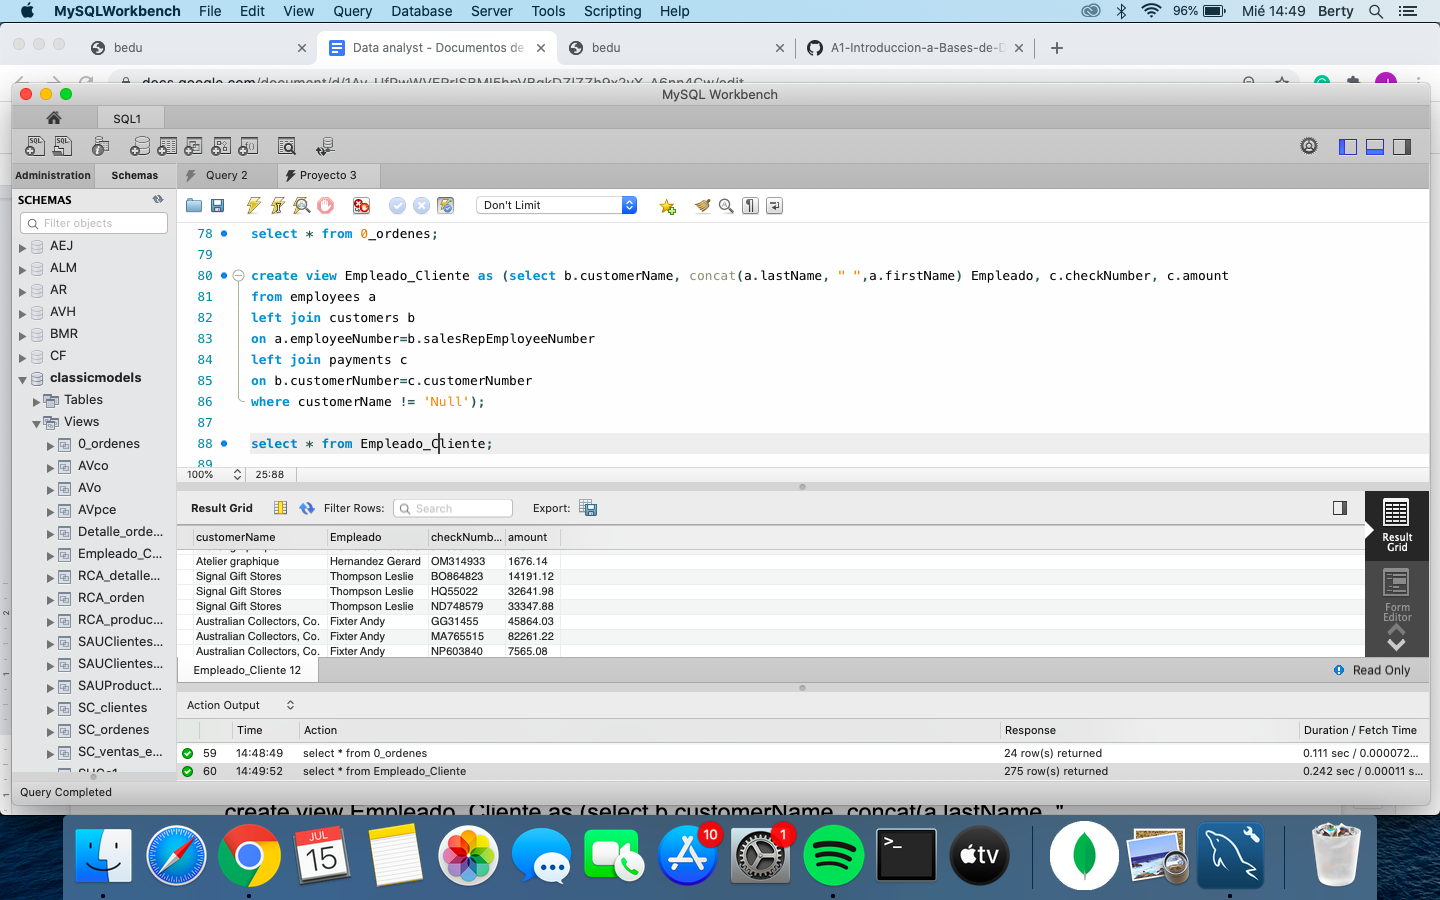 MySQLWorkbench File Edit View Query Database Server Tools Scripting Help 96% Mié 14:49 Berty
bedu Data analyst - Documentos de bedu A1-Introduccion-a-Bases-de-D
MySQL Workbench
SQL1
Administration Schemas Query 2 Proyecto 3
SCHEMAS
Don't Limit
Filter objects
AEJ
ALM
AR
AVH
BMR
CF
classicmodels
Tables
Views
0_ordenes
AVco
AVo
AVpce
Detalle_orde...
Empleado_C...
RCA_detalle...
RCA_orden
RCA_produc...
SAUClientes...
SAUClientes...
SAUProduct...
SC_clientes
SC_ordenes
SC_ventas_e...
78 select * from 0_ordenes;
79
80 create view Empleado_Cliente as (select b.customerName, concat(a.lastName, " ",a.firstName) Empleado, c.checkNumber, c.amount
81 from employees a
82 left join customers b
83 on a.employeeNumber=b.salesRepEmployeeNumber
84 left join payments c
85 on b.customerNumber=c.customerNumber
86 where customerName != 'Null');
87
88 select * from Empleado_Cliente;
89
100% 25:88
Result Grid Filter Rows: Search Export:
customerName Empleado checkNumb... amount
Atelier graphique Hernandez Gerard OM314933 1676.14
Signal Gift Stores Thompson Leslie BO864823 14191.12
Signal Gift Stores Thompson Leslie HQ55022 32641.98
Signal Gift Stores Thompson Leslie ND748579 33347.88
Australian Collectors, Co. Fixter Andy GG31455 45864.03
Australian Collectors, Co. Fixter Andy MA765515 82261.22
Australian Collectors, Co. Fixter Andy NP603840 7565.08
Result
Grid
Form
Editor
Empleado_Cliente 12 Read Only
Action Output
Time Action Response Duration / Fetch Time
59 14:48:49 select * from 0_ordenes 24 row(s) returned 0.111 sec / 0.000072...
60 14:49:52 select * from Empleado_Cliente 275 row(s) returned 0.242 sec / 0.00011 s...
Query Completed
create view Empleado_Cliente as (select b.customerName, concat(a.lastName, "
JUL
15
10
1
>_
tv